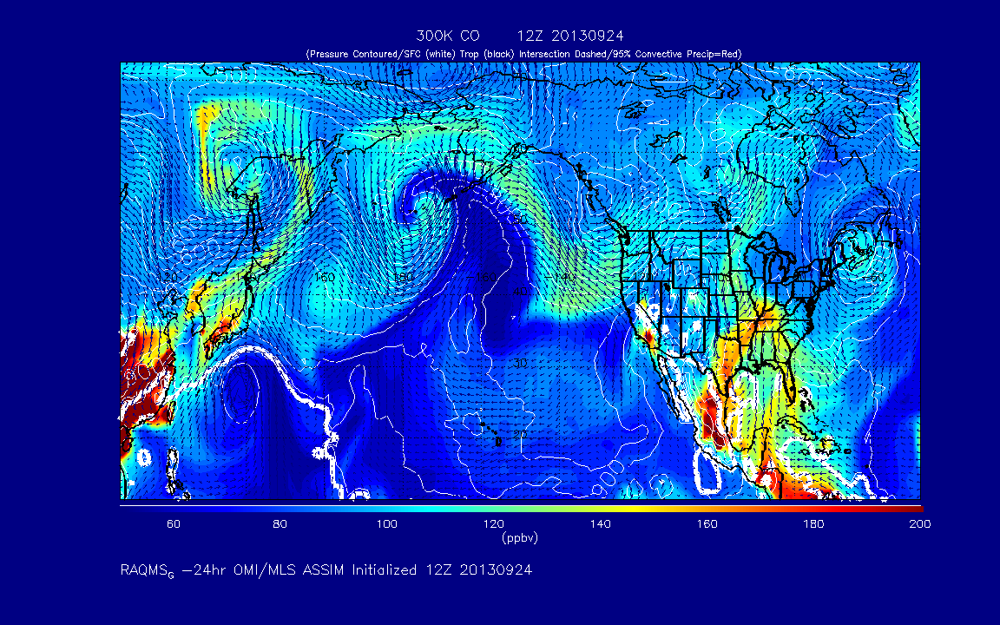 300K CO 12Z 20130924
(Pressure Contoured/SFC (white) Trop (black) Intersection Dashed/95% Convective Precip=Red)
60 80 100 120 140 160 180 200
(ppbv)
RAQMSG -24hr OMI/MLS ASSIM Initialized 12Z 20130924